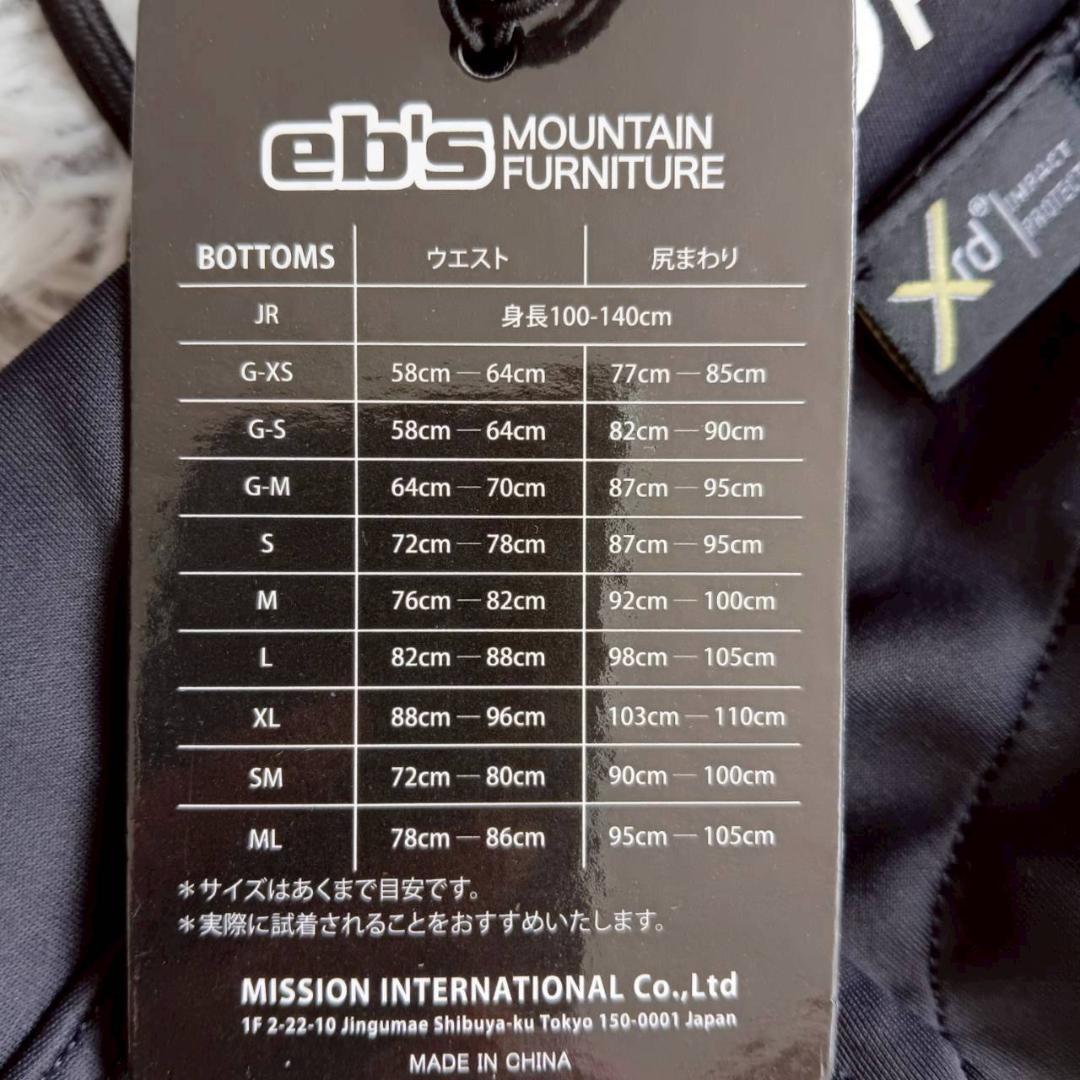 eb's MOUNTAIN
FURNITURE
BOTTOMS ウエスト 尻まわり
JR 身長100-140cm
G-XS 58cm — 64cm 77cm — 85cm
G-S 58cm — 64cm 82cm — 90cm
G-M 64cm — 70cm 87cm — 95cm
S 72cm — 78cm 87cm — 95cm
M 76cm — 82cm 92cm — 100cm
L 82cm — 88cm 98cm — 105cm
XL 88cm — 96cm 103cm — 110cm
SM 72cm — 80cm 90cm — 100cm
ML 78cm — 86cm 95cm — 105cm
*サイズはあくまで目安です。
*実際に試着されることをおすすめいたします。
MISSION INTERNATIONAL Co.,Ltd
1F 2-22-10 Jingumae Shibuya-ku Tokyo 150-0001 Japan
MADE IN CHINA
Xrd® IMPACT